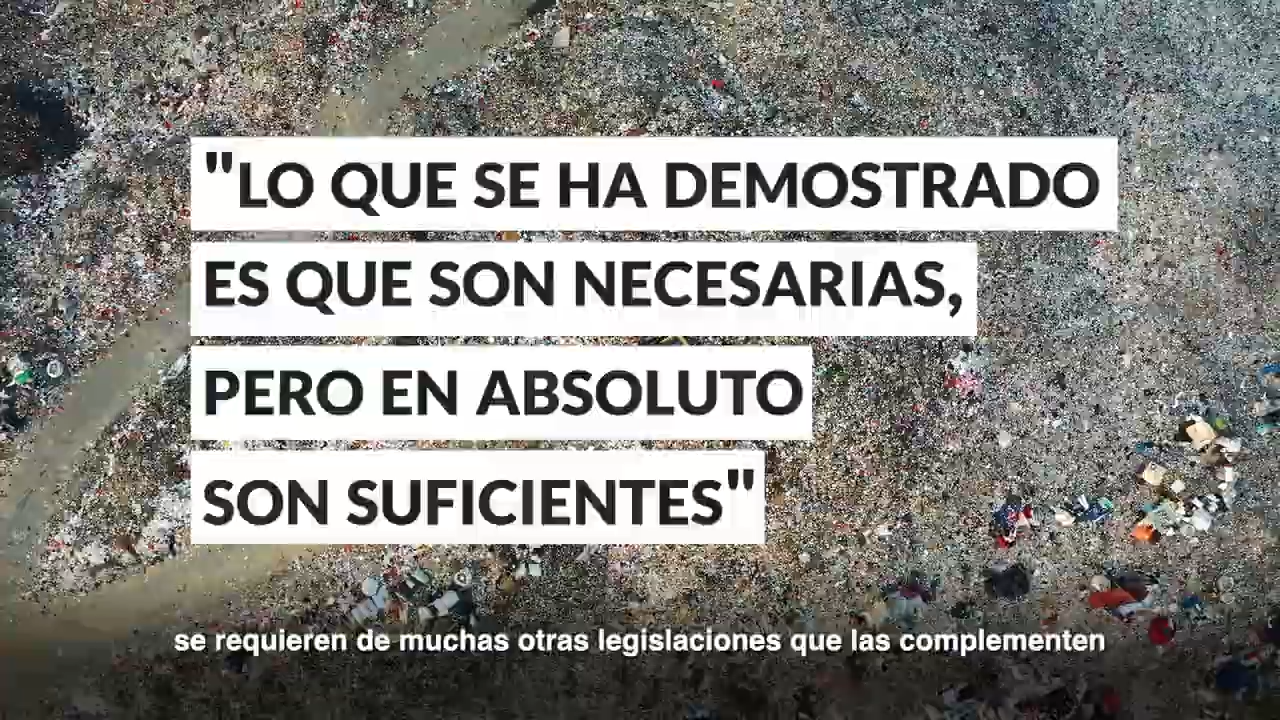 "LO QUE SE HA DEMOSTRADO
ES QUE SON NECESARIAS,
PERO EN ABSOLUTO
SON SUFICIENTES"
se requieren de muchas otras legislaciones que las complementen